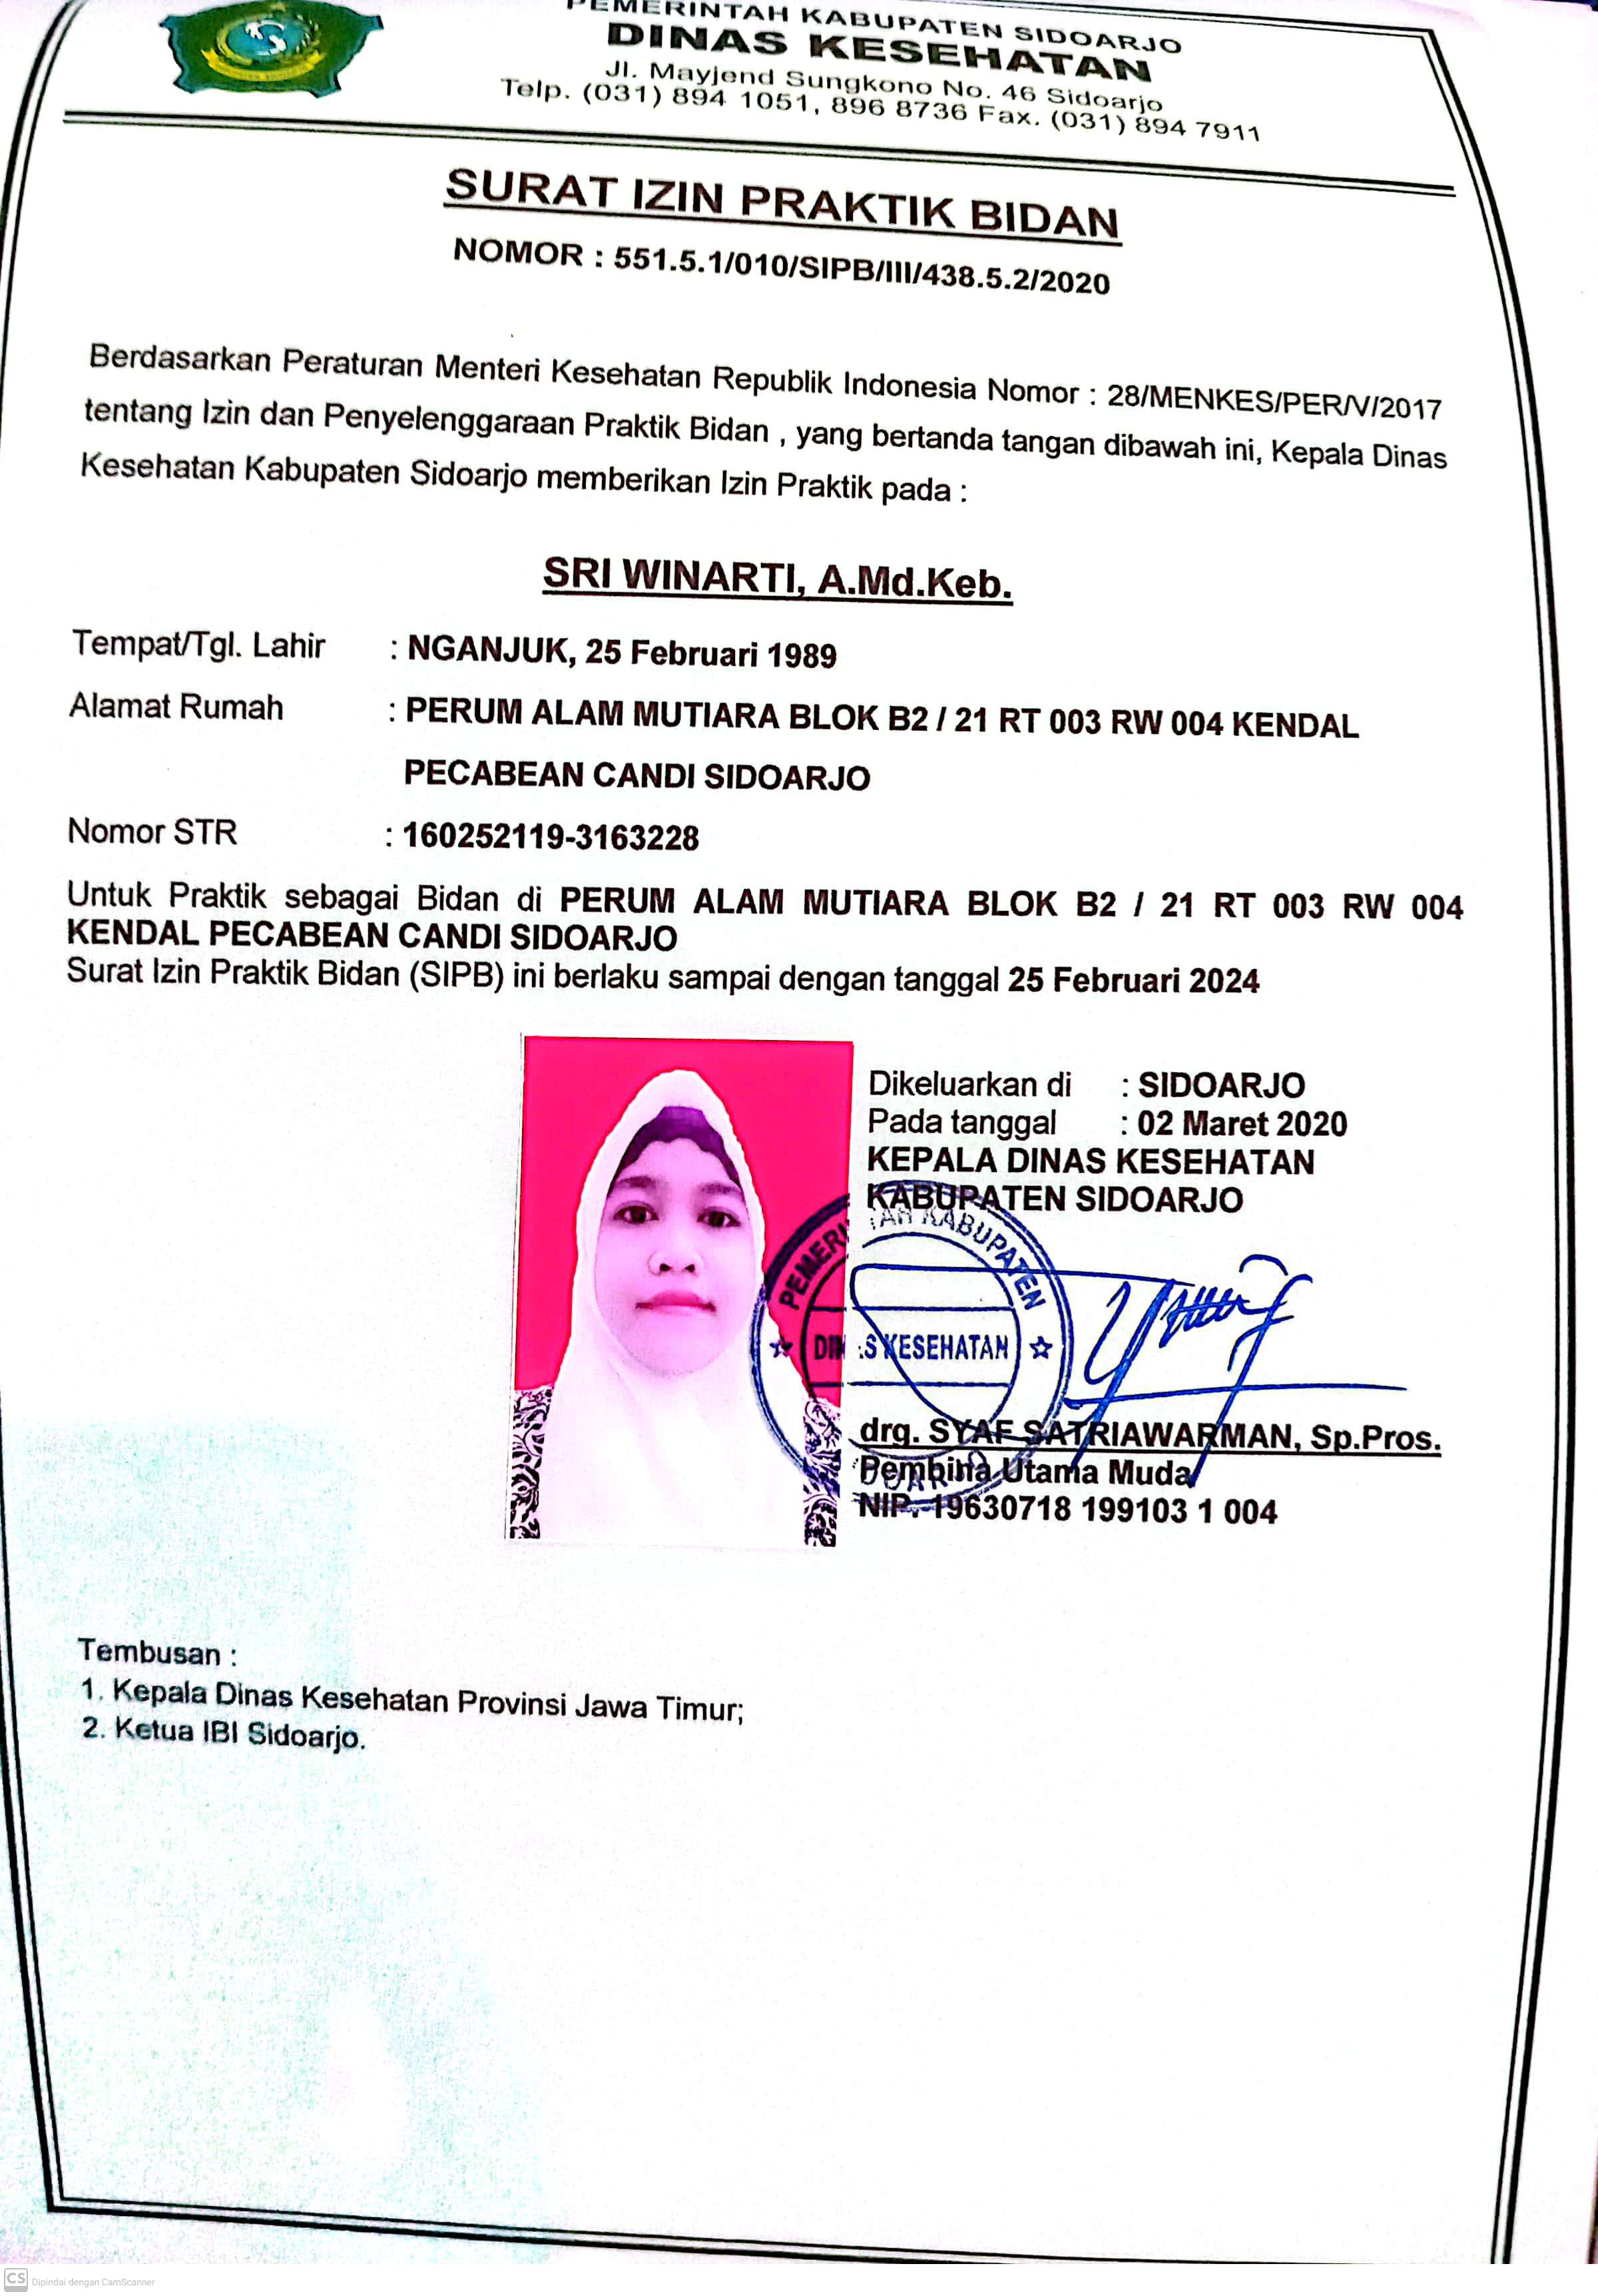 PEMERINTAH KABUPATEN SIDOARJO
DINAS KESEHATAN
Jl. Mayjend Sungkono No. 46 Sidoarjo
Telp. (031) 894 1051, 896 8736 Fax. (031) 894 7911
SURAT IZIN PRAKTIK BIDAN
NOMOR : 551.5.1/010/SIPB/III/438.5.2/2020
Berdasarkan Peraturan Menteri Kesehatan Republik Indonesia Nomor : 28/MENKES/PER/V/2017
tentang Izin dan Penyelenggaraan Praktik Bidan , yang bertanda tangan dibawah ini, Kepala Dinas
Kesehatan Kabupaten Sidoarjo memberikan Izin Praktik pada :
SRI WINARTI, A.Md.Keb.
Tempat/Tgl. Lahir : NGANJUK, 25 Februari 1989
Alamat Rumah : PERUM ALAM MUTIARA BLOK B2 / 21 RT 003 RW 004 KENDAL
PECABEAN CANDI SIDOARJO
Nomor STR : 160252119-3163228
Untuk Praktik sebagai Bidan di PERUM ALAM MUTIARA BLOK B2 / 21 RT 003 RW 004
KENDAL PECABEAN CANDI SIDOARJO
Surat Izin Praktik Bidan (SIPB) ini berlaku sampai dengan tanggal 25 Februari 2024
Dikeluarkan di : SIDOARJO
Pada tanggal : 02 Maret 2020
KEPALA DINAS KESEHATAN
KABUPATEN SIDOARJO
KABUPATEN
KESEHATAN
drg. SYAF SATRIAWARMAN, Sp.Pros.
Pembina Utama Muda
NIP. 19630718 199103 1 004
Tembusan :
1. Kepala Dinas Kesehatan Provinsi Jawa Timur;
2. Ketua IBI Sidoarjo.
CS Dipindai dengan CamScanner